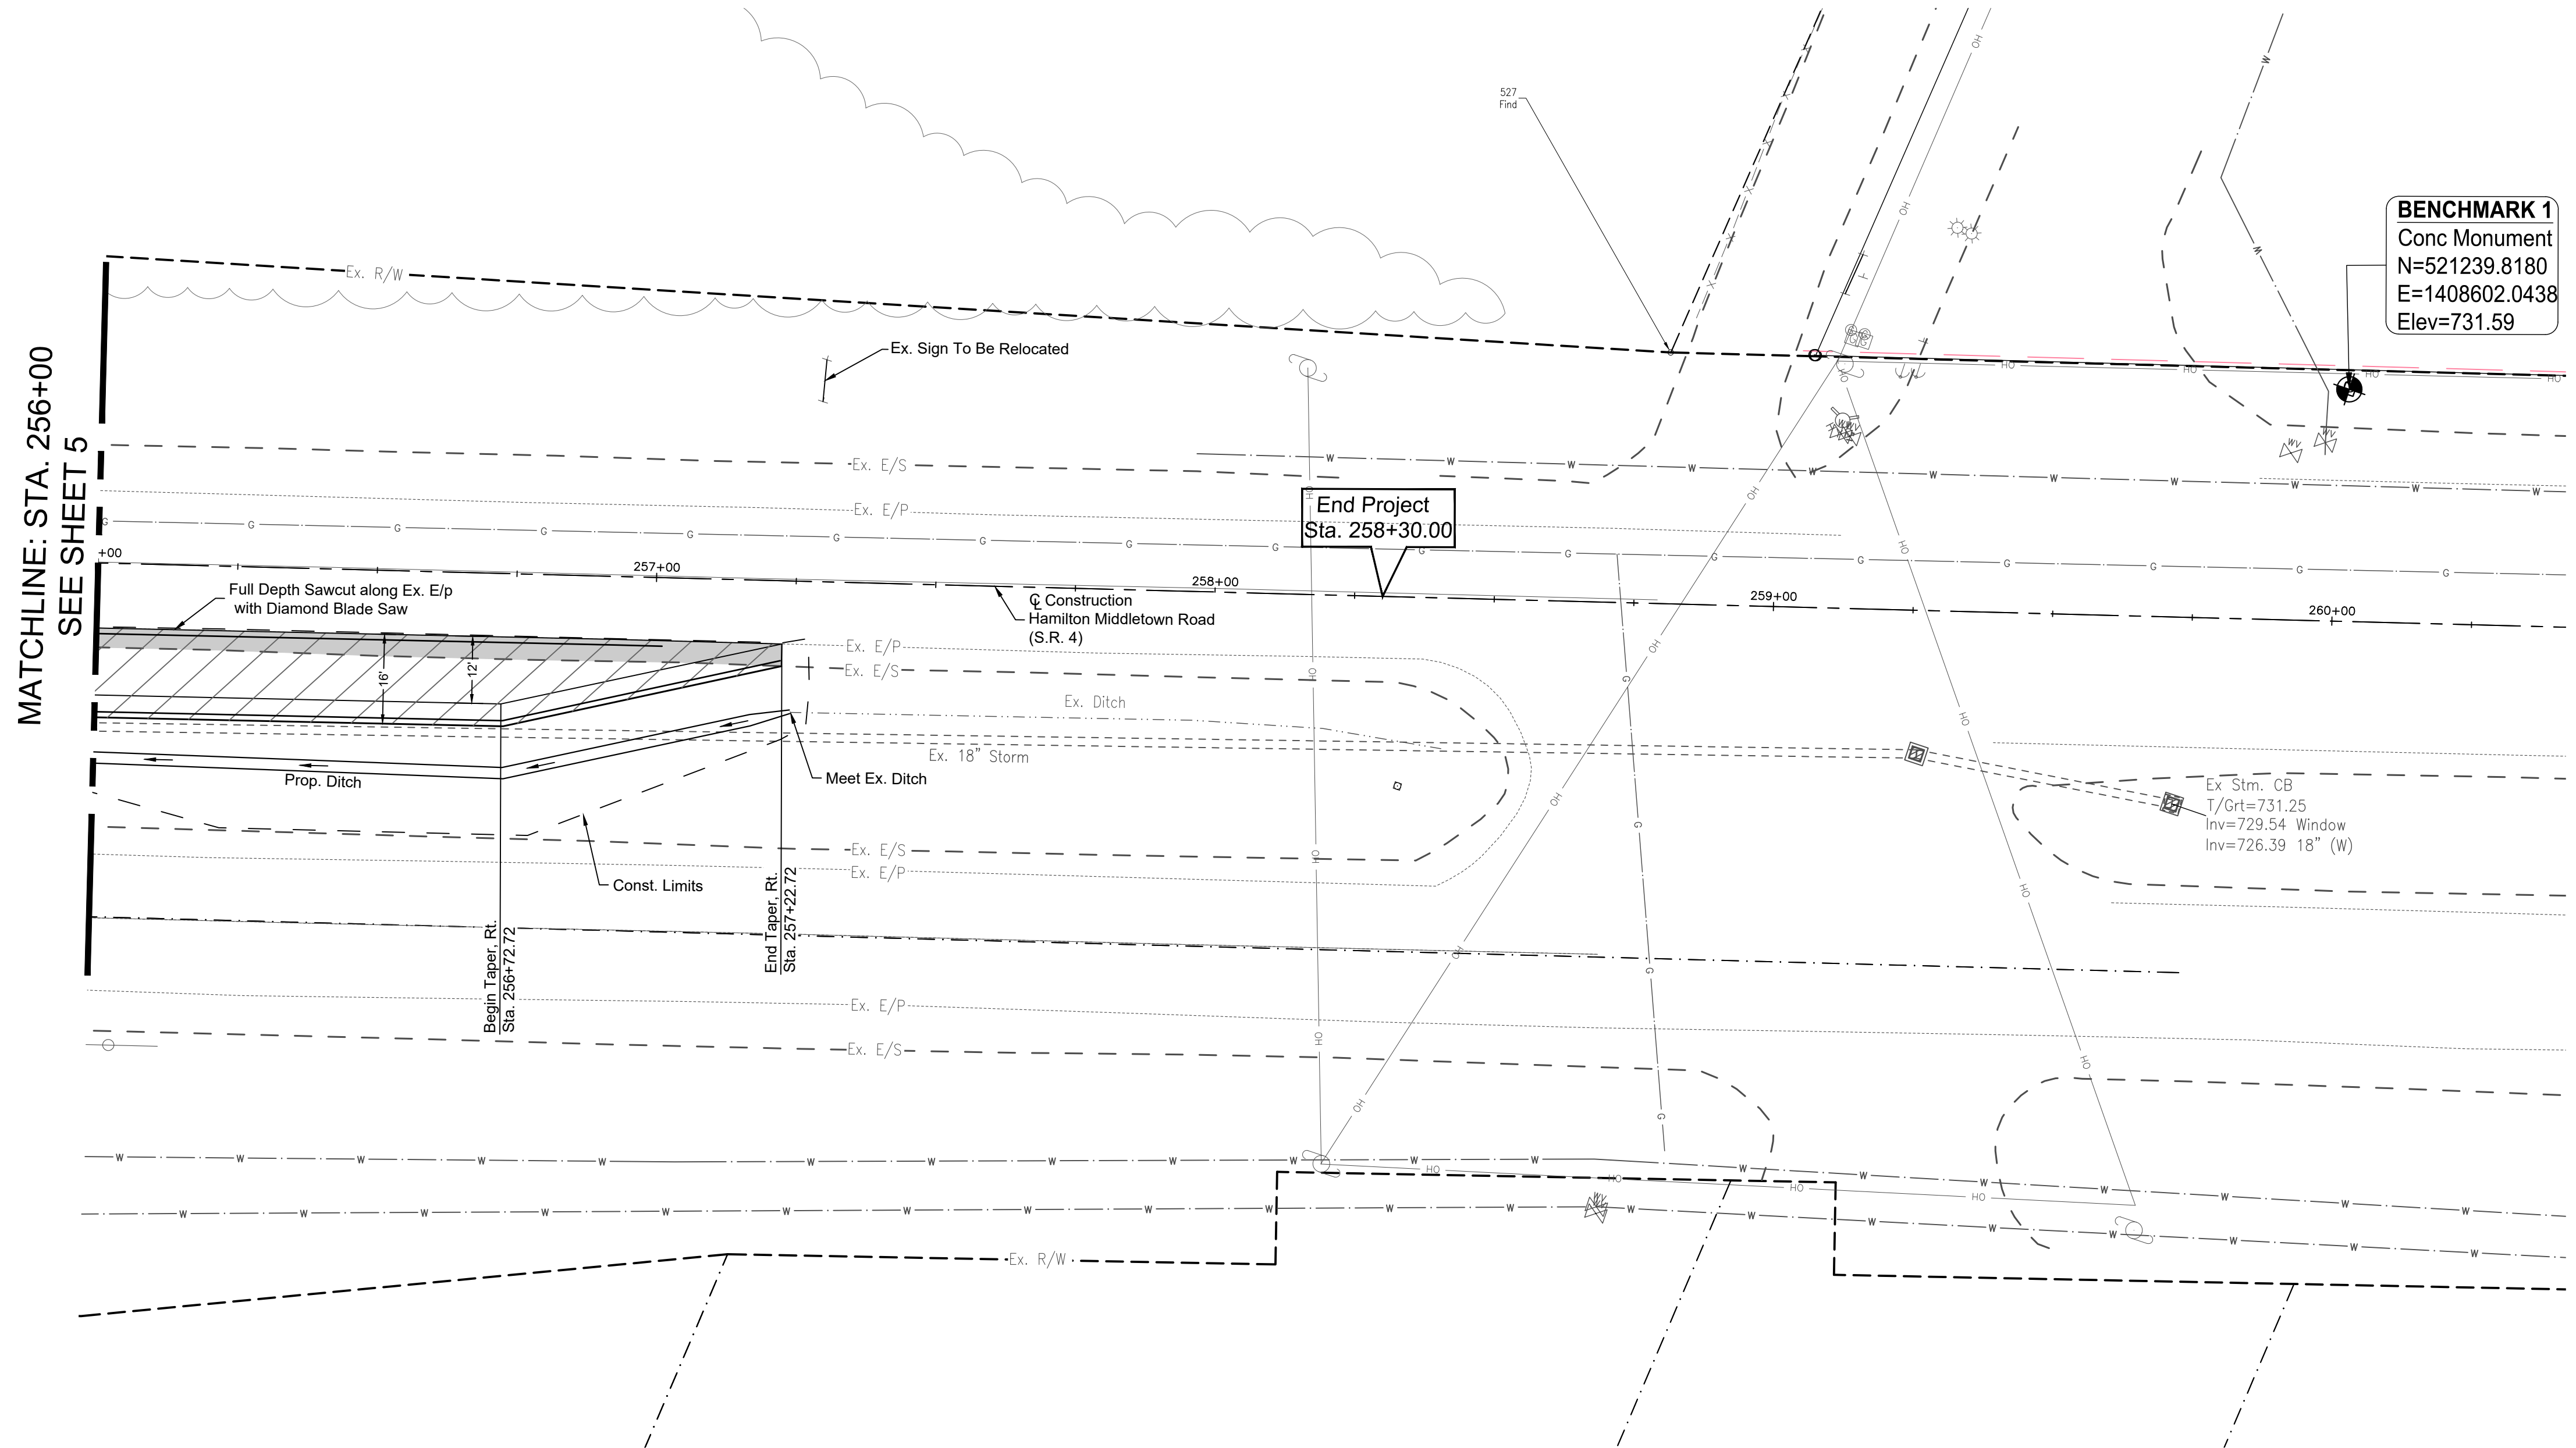 527
Find
BENCHMARK 1
Conc Monument
N=521239.8180
E=1408602.0438
Elev=731.59
Ex. R/W
Ex. Sign To Be Relocated
MATCHLINE: STA. 256+00
SEE SHEET 5
Ex. E/S
Ex. E/P
End Project
Sta. 258+30.00
+00
257+00
258+00
259+00
260+00
Full Depth Sawcut along Ex. E/p
with Diamond Blade Saw
℄ Construction
Hamilton Middletown Road
(S.R. 4)
16'
12'
Ex. E/P
Ex. E/S
Ex. Ditch
Ex. 18" Storm
Prop. Ditch
Meet Ex. Ditch
Ex Stm. CB
T/Grt=731.25
Inv=729.54 Window
Inv=726.39 18" (W)
Ex. E/S
Ex. E/P
Const. Limits
Begin Taper, Rt.
Sta. 256+72.72
End Taper, Rt.
Sta. 257+22.72
Ex. E/P
Ex. E/S
Ex. R/W